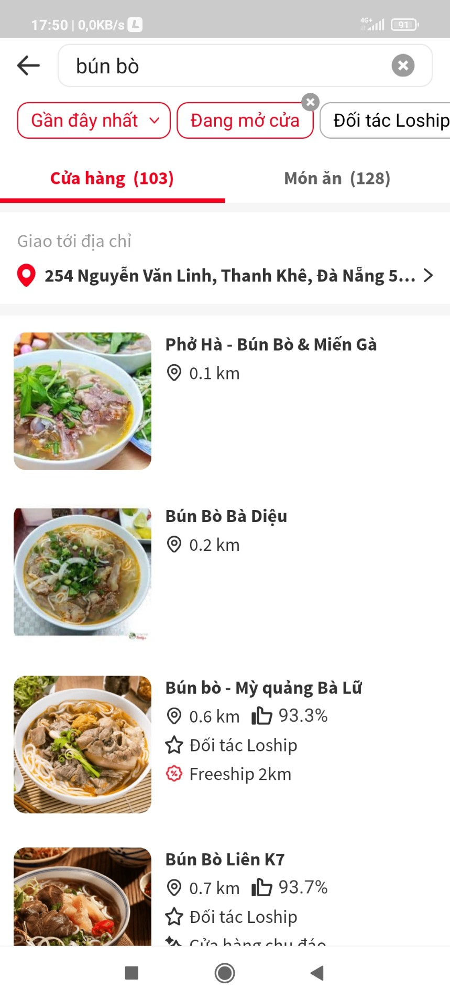 17:50 | 0,0KB/s L 4G+ 91
bún bò
Gần đây nhất Đang mở cửa Đối tác Loship
Cửa hàng (103) Món ăn (128)
Giao tới địa chỉ
254 Nguyễn Văn Linh, Thanh Khê, Đà Nẵng 5...
Phở Hà - Bún Bò & Miến Gà
0.1 km
Bún Bò Bà Diệu
0.2 km
Bún bò - Mỳ quảng Bà Lữ
0.6 km 93.3%
Đối tác Loship
Freeship 2km
Bún Bò Liên K7
0.7 km 93.7%
Đối tác Loship
Cửa hàng chu đáo